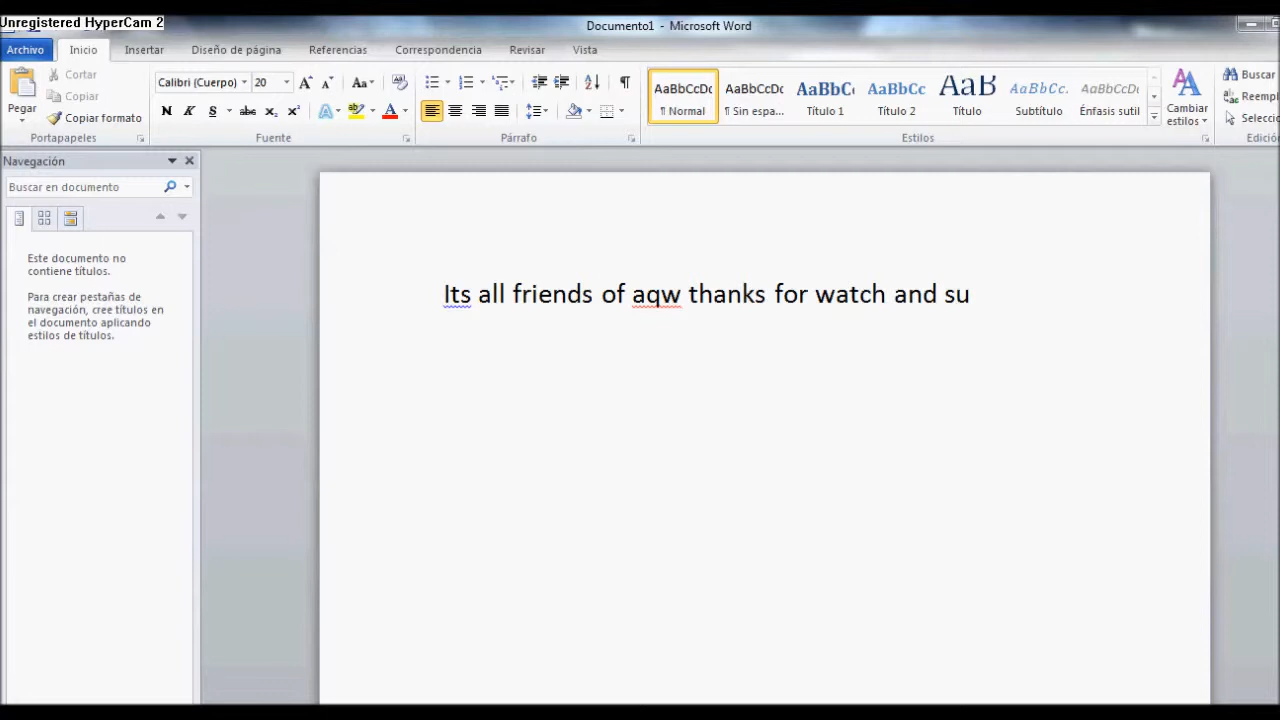 Unregistered HyperCam 2
Documento1 - Microsoft Word
Archivo Inicio Insertar Diseño de página Referencias Correspondencia Revisar Vista
Pegar
Cortar
Copiar
Copiar formato
Portapapeles
Calibri (Cuerpo) 20
N K S abc x₂ x²
Fuente
Párrafo
AaBbCcDc AaBbCcDc AaBbC AaBbCc AaB AaBbCc. AaBbCcDc
¶ Normal ¶ Sin espa... Título 1 Título 2 Título Subtítulo Énfasis sutil
Estilos
Cambiar
estilos
Buscar
Reempl
Selecci
Edició
Navegación
Buscar en documento
Este documento no
contiene títulos.
Para crear pestañas de
navegación, cree títulos en
el documento aplicando
estilos de títulos.
Its all friends of aqw thanks for watch and su